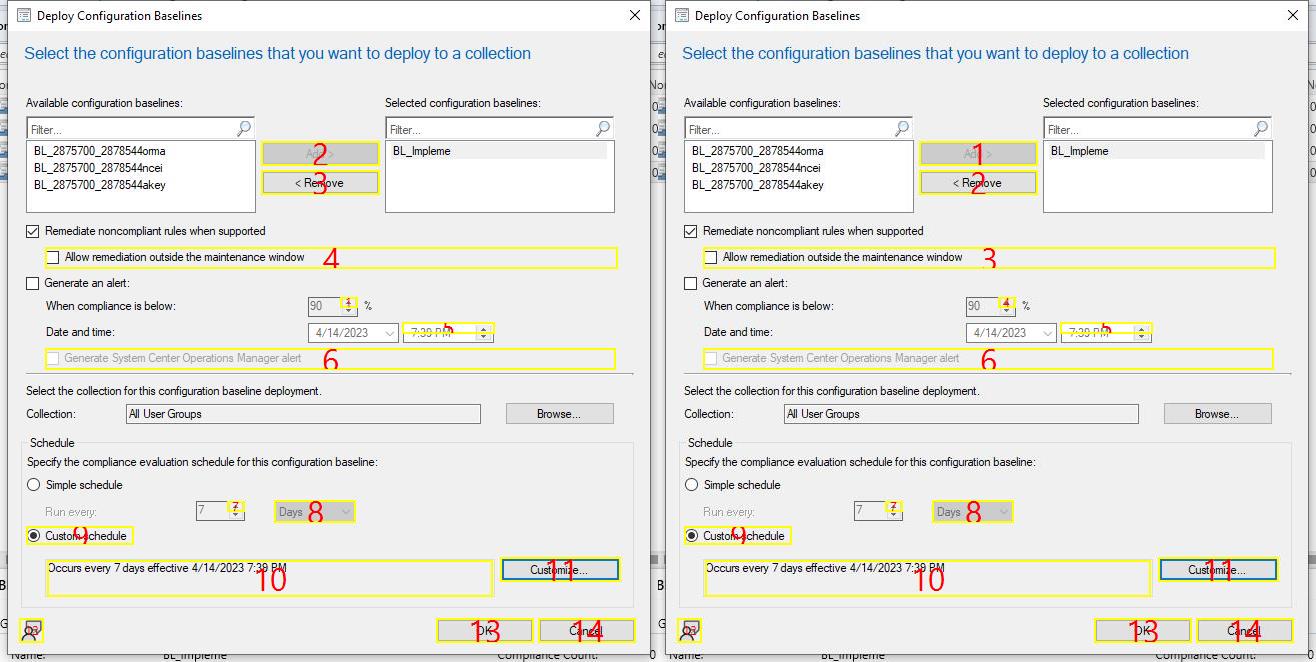 Deploy Configuration Baselines
Select the configuration baselines that you want to deploy to a collection
Available configuration baselines:
Selected configuration baselines:
Filter...
Filter...
BL_2875700_2878544oma
BL_2875700_2878544ncei
BL_2875700_2878544akey
2
Add >
3
< Remove
BL_Impleme
Remediate noncompliant rules when supported
Allow remediation outside the maintenance window
4
Generate an alert:
When compliance is below:
90
1
%
Date and time:
4/14/2023
7:39 PM
5
Generate System Center Operations Manager alert
6
Select the collection for this configuration baseline deployment.
Collection:
All User Groups
Browse...
Schedule
Specify the compliance evaluation schedule for this configuration baseline:
Simple schedule
Run every:
7
7
Days
8
Custom schedule
9
Occurs every 7 days effective 4/14/2023 7:39 PM
10
Customize...
11
OK
13
Cancel
14
Name:
BL_Impleme
Compliance Count:
0
Deploy Configuration Baselines
Select the configuration baselines that you want to deploy to a collection
Available configuration baselines:
Selected configuration baselines:
Filter...
Filter...
BL_2875700_2878544oma
BL_2875700_2878544ncei
BL_2875700_2878544akey
1
Add >
2
< Remove
BL_Impleme
Remediate noncompliant rules when supported
Allow remediation outside the maintenance window
3
Generate an alert:
When compliance is below:
90
4
%
Date and time:
4/14/2023
7:39 PM
5
Generate System Center Operations Manager alert
6
Select the collection for this configuration baseline deployment.
Collection:
All User Groups
Browse...
Schedule
Specify the compliance evaluation schedule for this configuration baseline:
Simple schedule
Run every:
7
7
Days
8
Custom schedule
9
Occurs every 7 days effective 4/14/2023 7:39 PM
10
Customize...
11
OK
13
Cancel
14
Name:
BL_Impleme
Compliance Count:
0